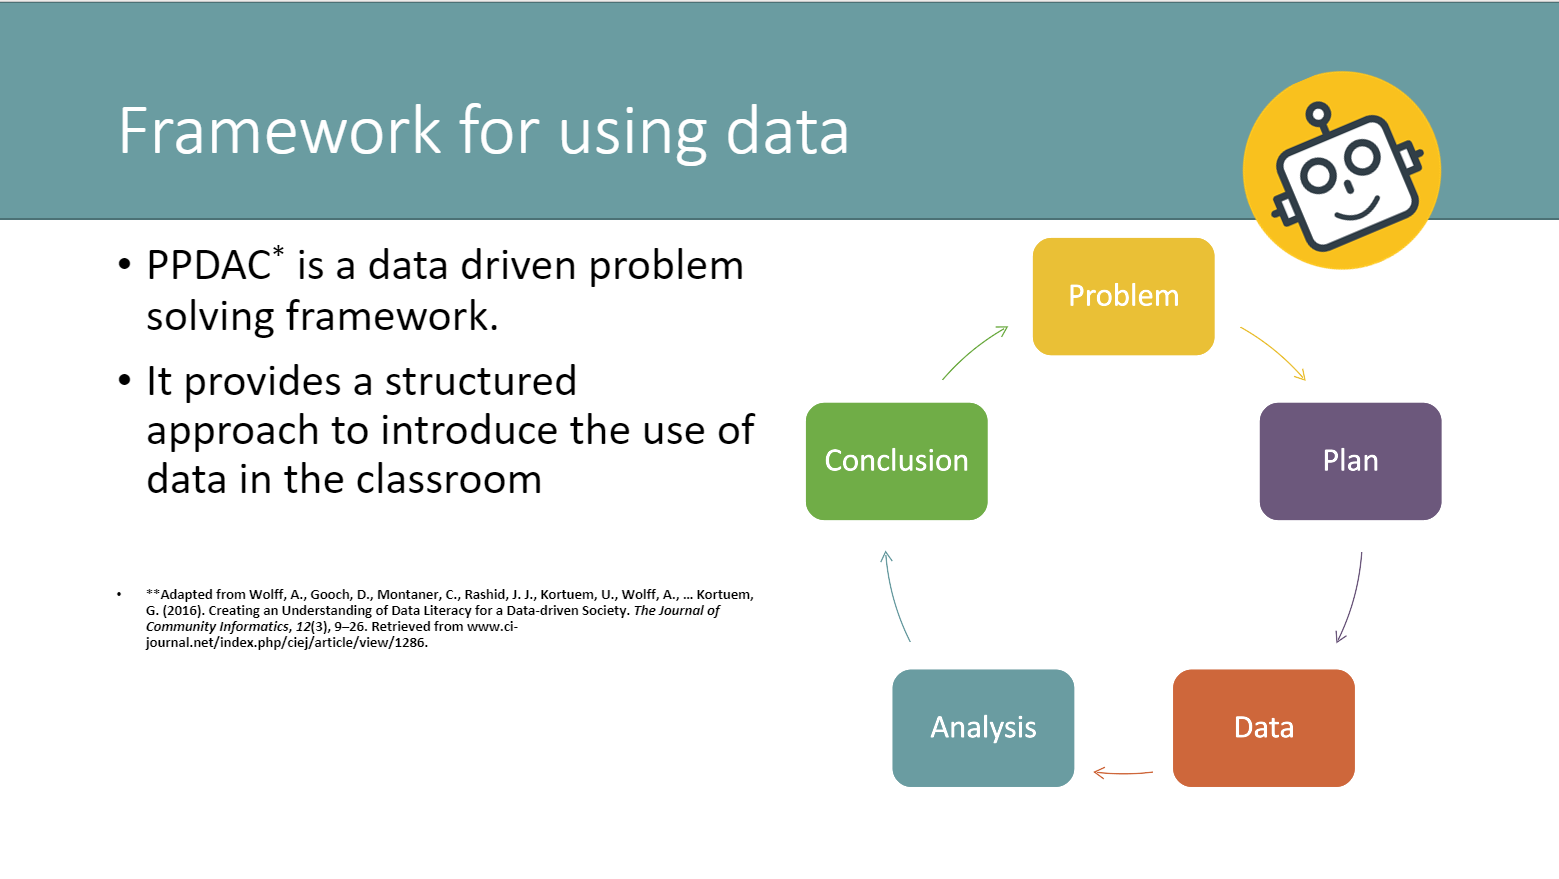 Framework for using data
• PPDAC* is a data driven problem
solving framework.
• It provides a structured
approach to introduce the use of
data in the classroom
• **Adapted from Wolff, A., Gooch, D., Montaner, C., Rashid, J. J., Kortuem, U., Wolff, A., … Kortuem,
G. (2016). Creating an Understanding of Data Literacy for a Data-driven Society. The Journal of
Community Informatics, 12(3), 9–26. Retrieved from www.ci-
journal.net/index.php/ciej/article/view/1286.
Problem
Plan
Data
Analysis
Conclusion